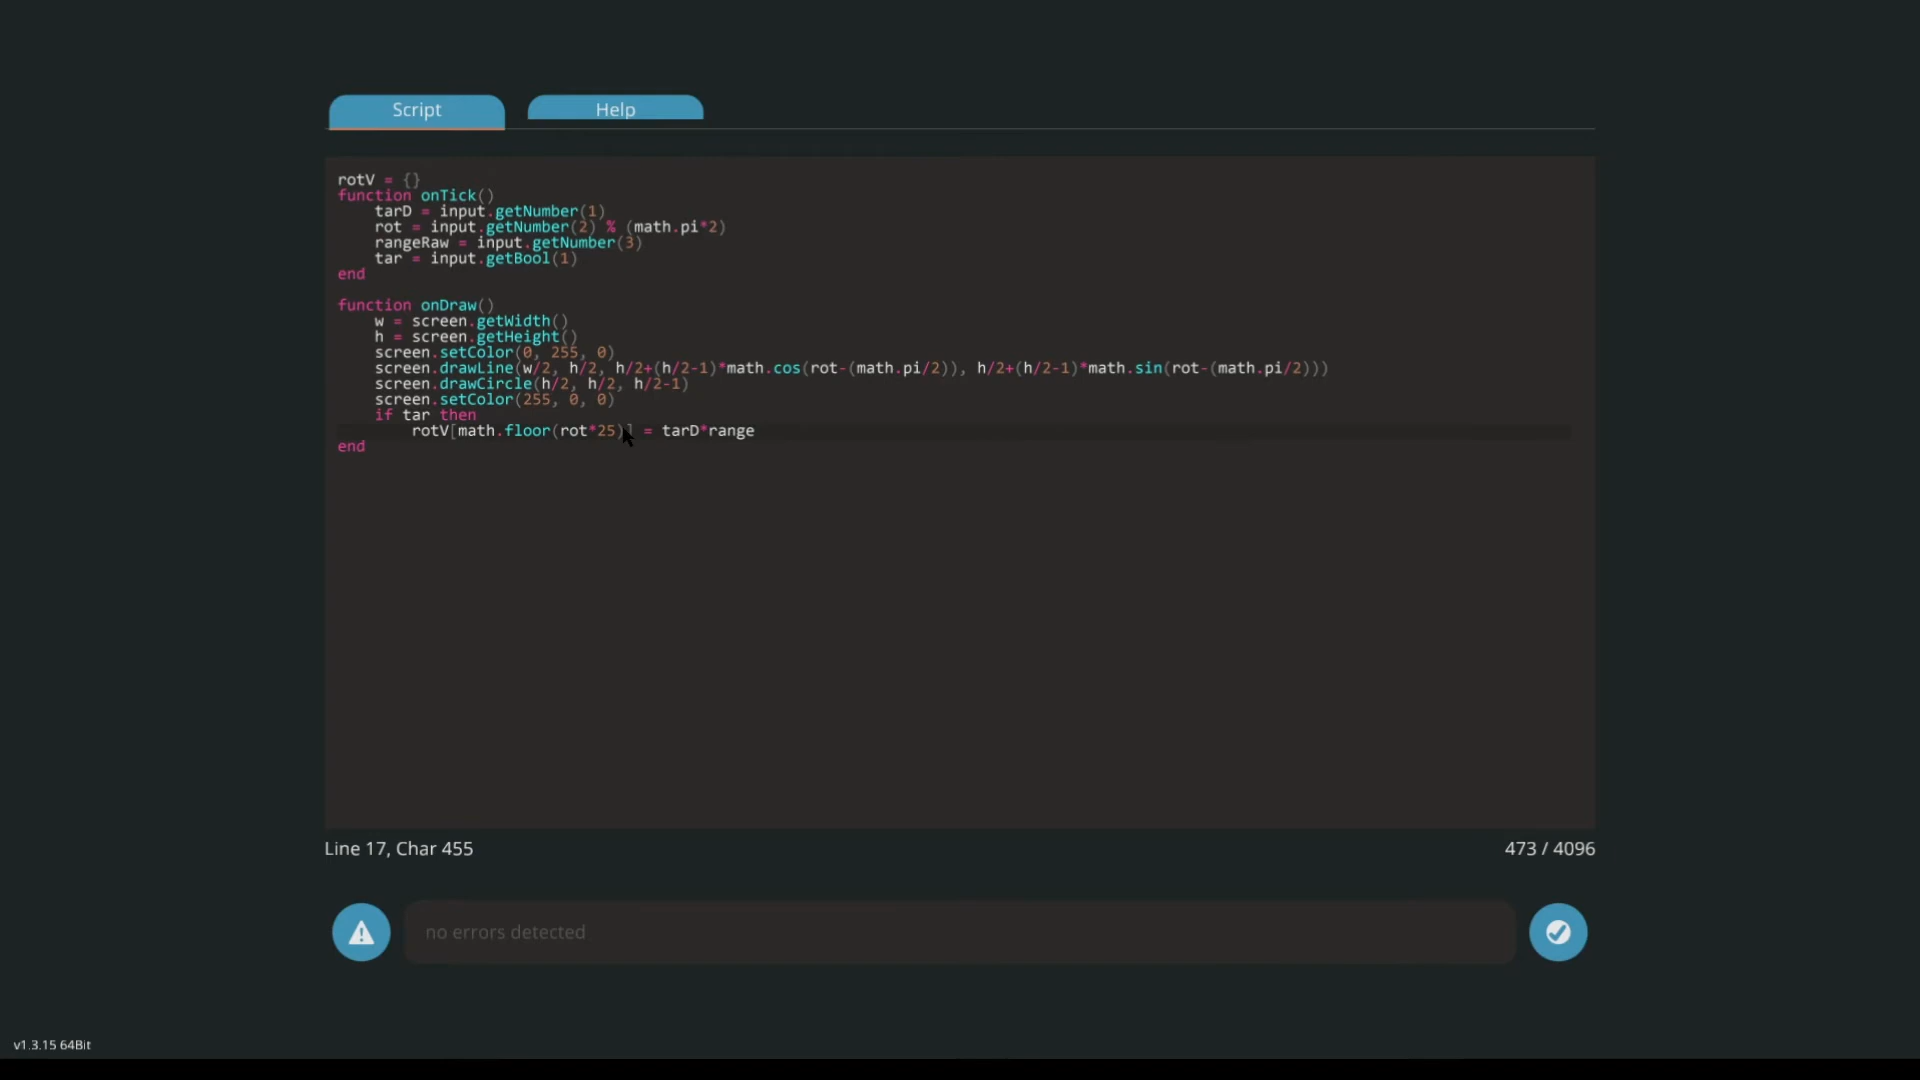 Script
Help
rotV = {}
function onTick()
    tarD = input.getNumber(1)
    rot = input.getNumber(2) % (math.pi*2)
    rangeRaw = input.getNumber(3)
    tar = input.getBool(1)
end

function onDraw()
    w = screen.getWidth()
    h = screen.getHeight()
    screen.setColor(0, 255, 0)
    screen.drawLine(w/2, h/2, h/2+(h/2-1)*math.cos(rot-(math.pi/2)), h/2+(h/2-1)*math.sin(rot-(math.pi/2)))
    screen.drawCircle(h/2, h/2, h/2-1)
    screen.setColor(255, 0, 0)
    if tar then
        rotV[math.floor(rot*25)] = tarD*range
end
Line 17, Char 455
473 / 4096
no errors detected
v1.3.15 64Bit